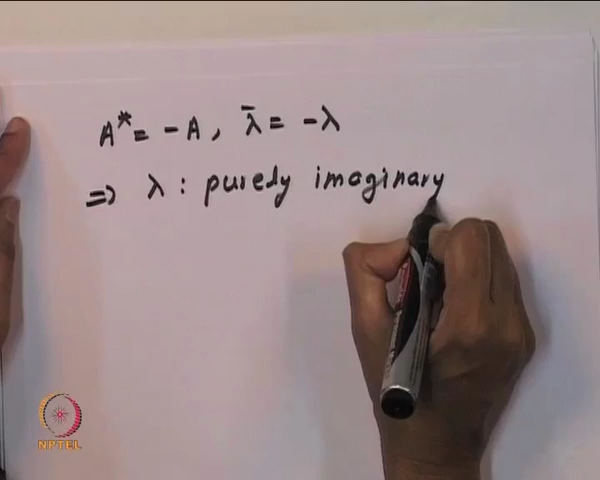 A* = -A, λ̄ = -λ
⇒ λ : purely imaginary
NPTEL